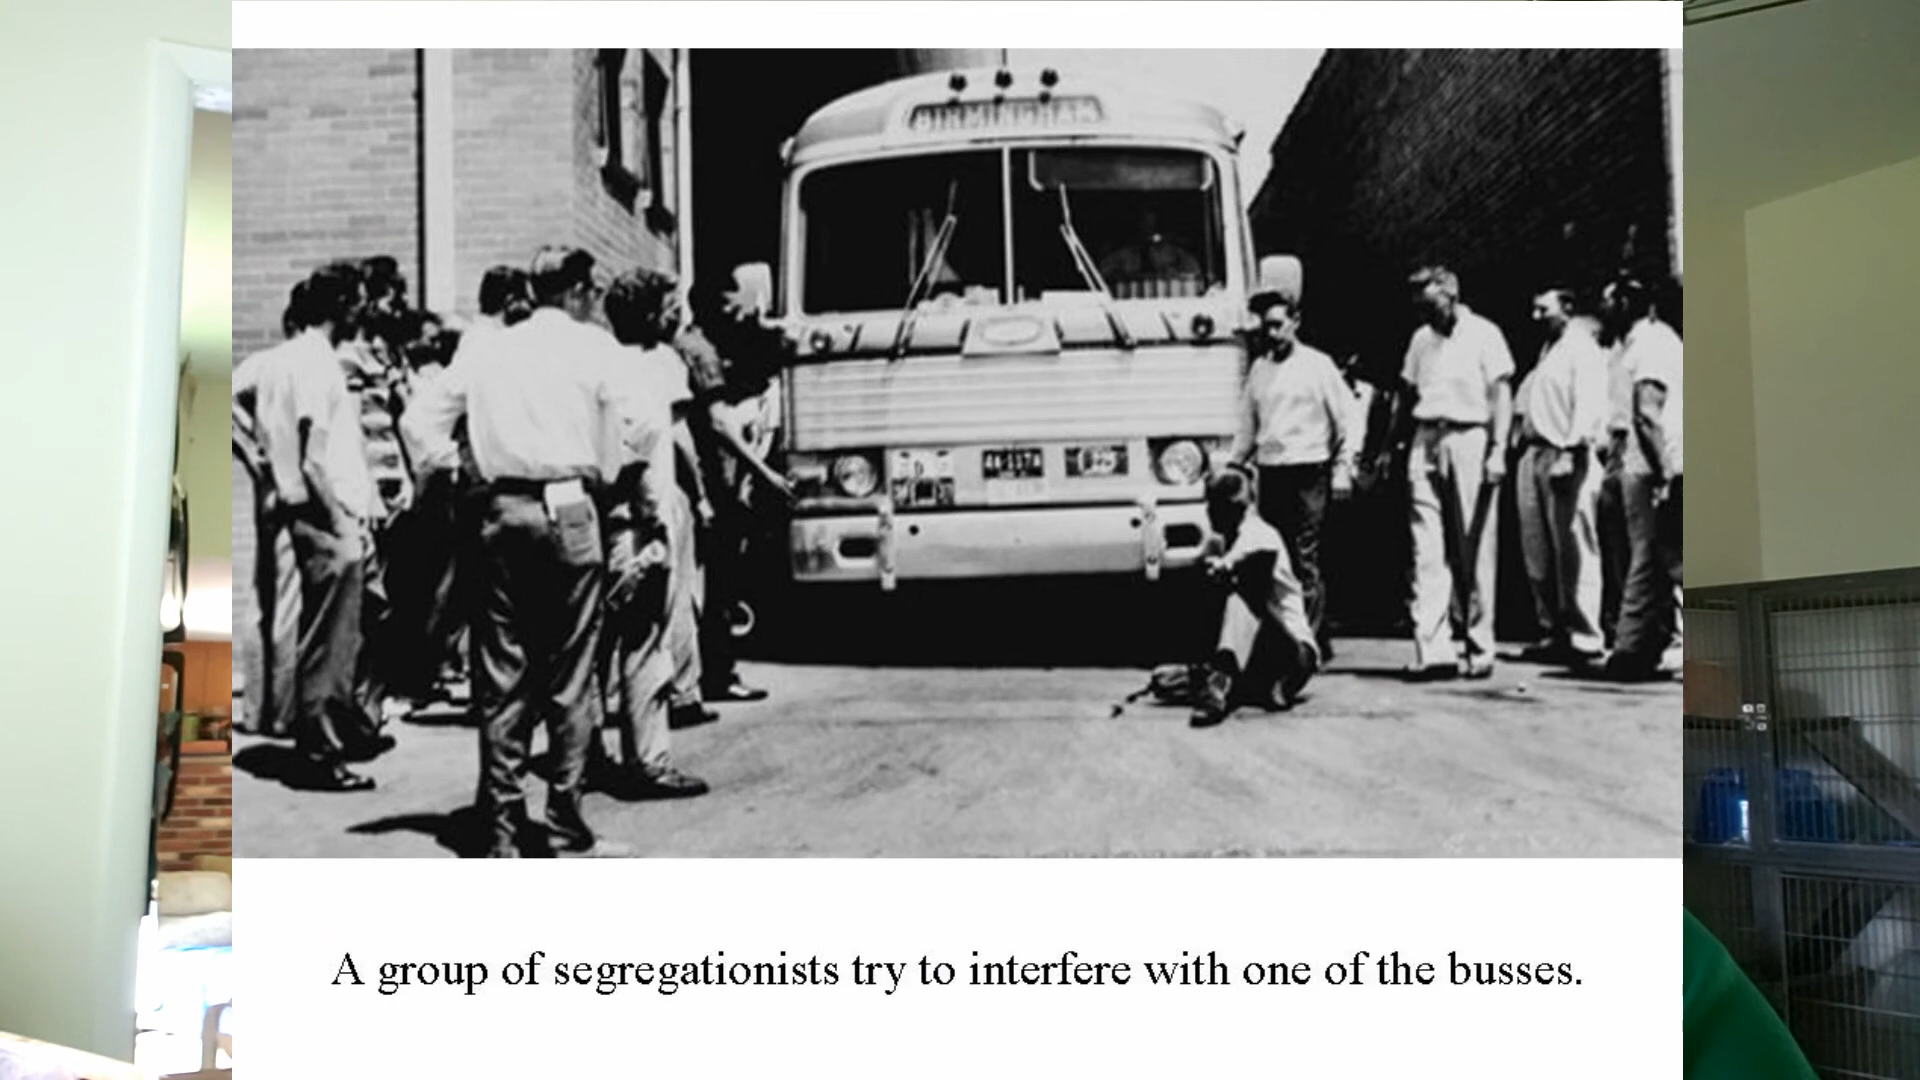 BIRMINGHAM
A group of segregationists try to interfere with one of the busses.